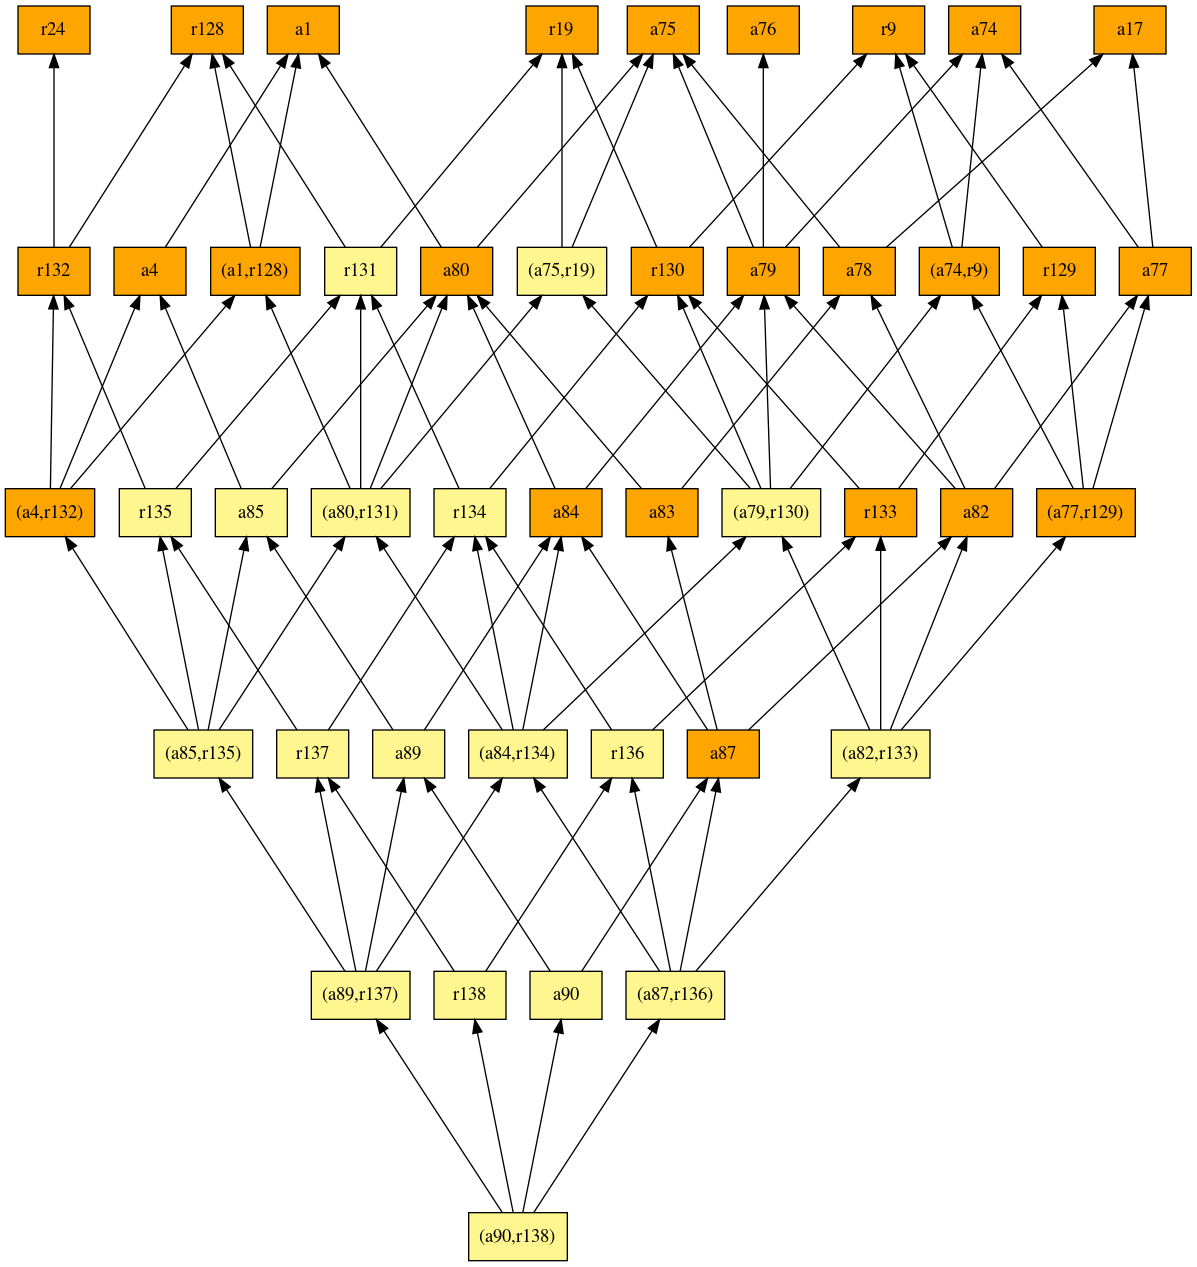 r24
r128
a1
r19
a75
a76
r9
a74
a17
r132
a4
(a1,r128)
r131
a80
(a75,r19)
r130
a79
a78
(a74,r9)
r129
a77
(a4,r132)
r135
a85
(a80,r131)
r134
a84
a83
(a79,r130)
r133
a82
(a77,r129)
(a85,r135)
r137
a89
(a84,r134)
r136
a87
(a82,r133)
(a89,r137)
r138
a90
(a87,r136)
(a90,r138)